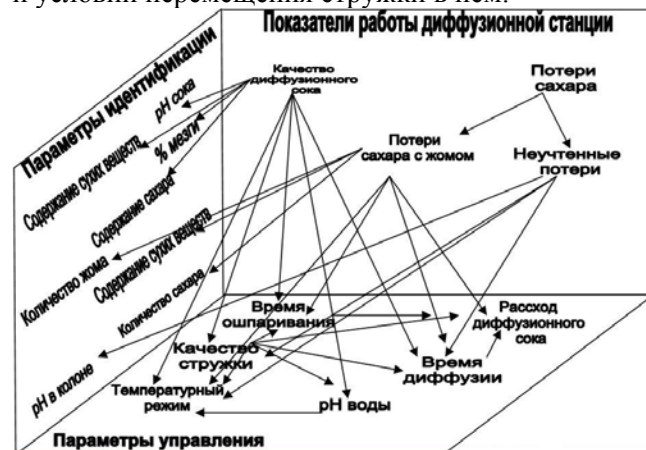 и условий перемещения стружки в нем.
Показатели работы диффузионной станции
Параметры идентификации
Качество
диффузионного
сока
Потери
сахара
pH сока
% мезги
Содержание сухих веществ
Содержание сахара
Потери
сахара с жомом
Неучтенные
потери
Количество жома
Содержание сухих веществ
Количество сахара
pH в колоне
Время
ошпаривания
Рассход
диффузионного
сока
Качество
стружки
Время
диффузии
Температурный
режим
pH воды
Параметры управления